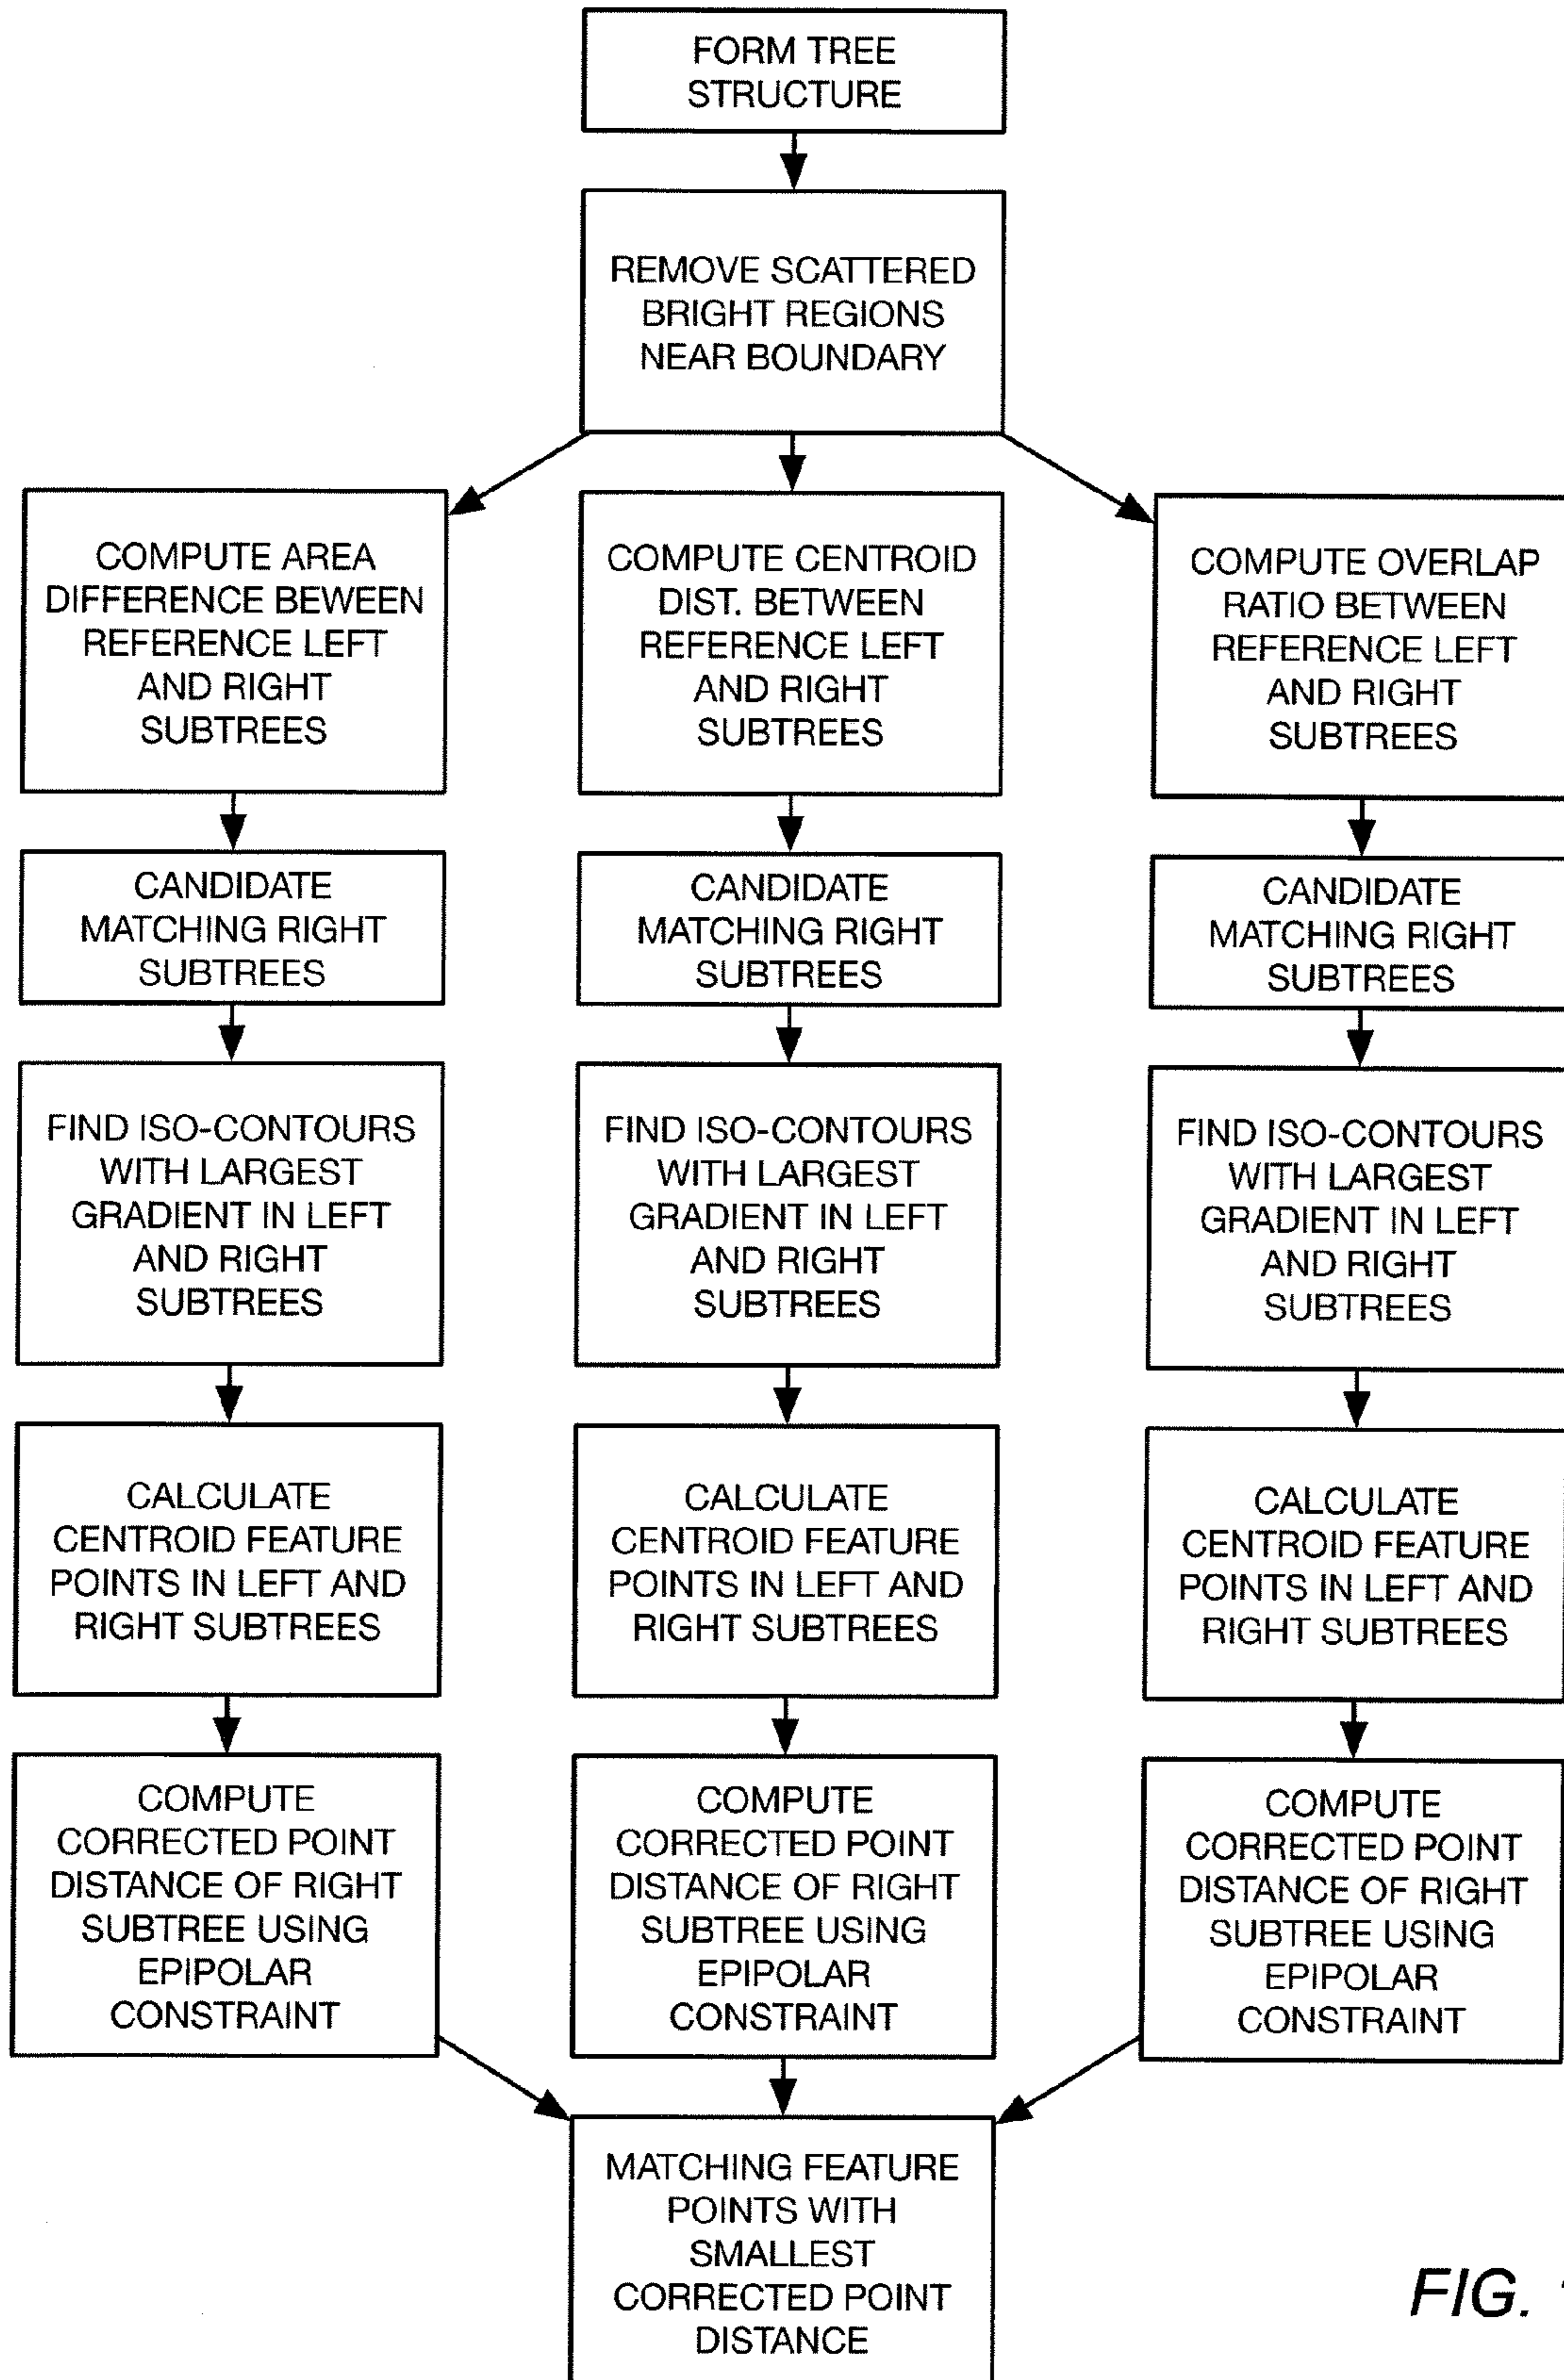 FORM TREE
STRUCTURE
REMOVE SCATTERED
BRIGHT REGIONS
NEAR BOUNDARY
COMPUTE AREA
DIFFERENCE BEWEEN
REFERENCE LEFT
AND RIGHT
SUBTREES
COMPUTE CENTROID
DIST. BETWEEN
REFERENCE LEFT
AND RIGHT
SUBTREES
COMPUTE OVERLAP
RATIO BETWEEN
REFERENCE LEFT
AND RIGHT
SUBTREES
CANDIDATE
MATCHING RIGHT
SUBTREES
CANDIDATE
MATCHING RIGHT
SUBTREES
CANDIDATE
MATCHING RIGHT
SUBTREES
FIND ISO-CONTOURS
WITH LARGEST
GRADIENT IN LEFT
AND RIGHT
SUBTREES
FIND ISO-CONTOURS
WITH LARGEST
GRADIENT IN LEFT
AND RIGHT
SUBTREES
FIND ISO-CONTOURS
WITH LARGEST
GRADIENT IN LEFT
AND RIGHT
SUBTREES
CALCULATE
CENTROID FEATURE
POINTS IN LEFT AND
RIGHT SUBTREES
CALCULATE
CENTROID FEATURE
POINTS IN LEFT AND
RIGHT SUBTREES
CALCULATE
CENTROID FEATURE
POINTS IN LEFT AND
RIGHT SUBTREES
COMPUTE
CORRECTED POINT
DISTANCE OF RIGHT
SUBTREE USING
EPIPOLAR
CONSTRAINT
COMPUTE
CORRECTED POINT
DISTANCE OF RIGHT
SUBTREE USING
EPIPOLAR
CONSTRAINT
COMPUTE
CORRECTED POINT
DISTANCE OF RIGHT
SUBTREE USING
EPIPOLAR
CONSTRAINT
MATCHING FEATURE
POINTS WITH
SMALLEST
CORRECTED POINT
DISTANCE
FIG.